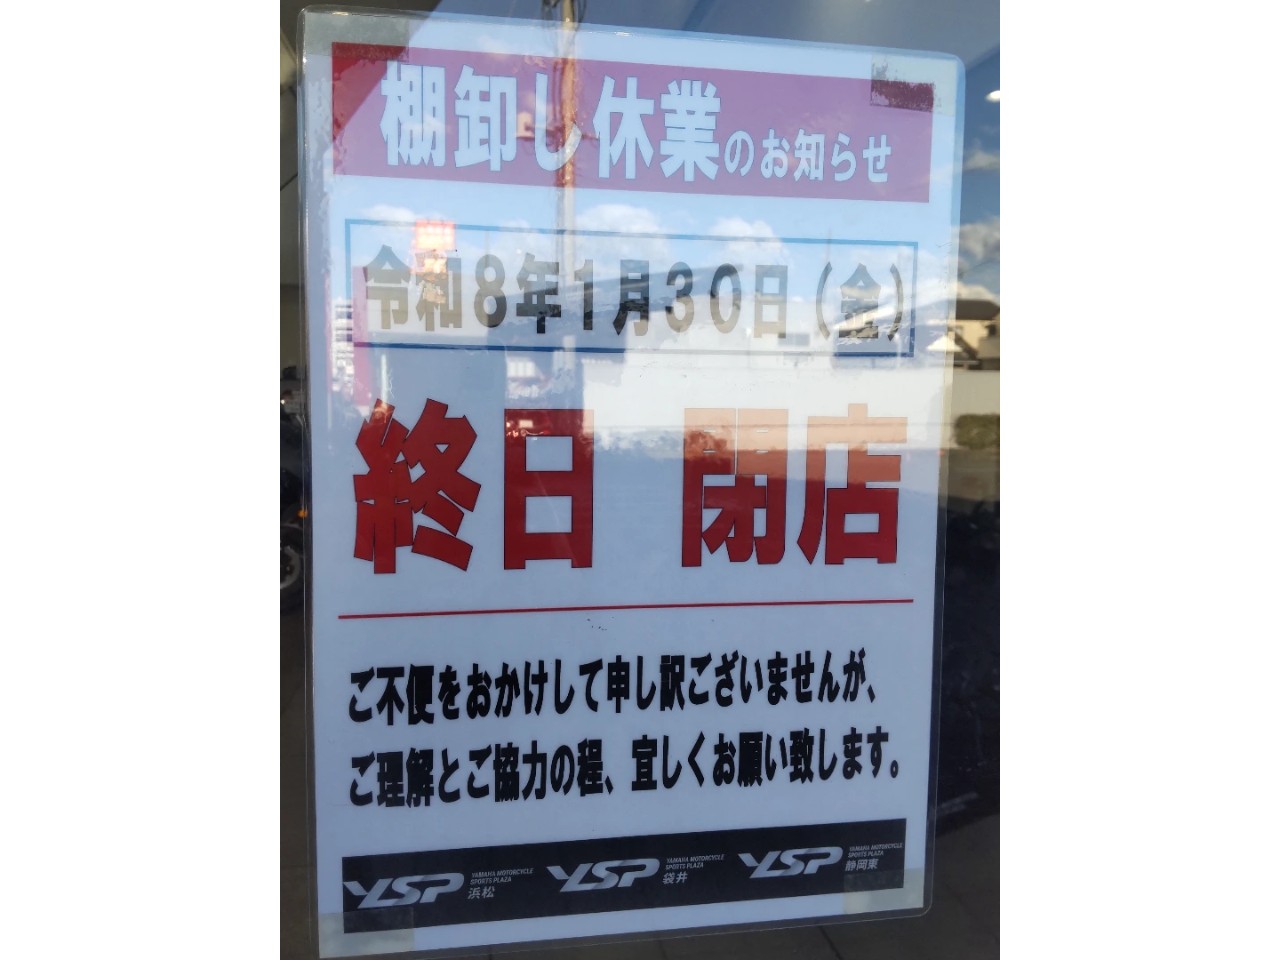 棚卸し休業のお知らせ
令和8年1月30日（金）
終日 閉店
ご不便をおかけして申し訳ございませんが、
ご理解とご協力の程、宜しくお願い致します。
YSP YAMAHA MOTORCYCLE SPORTS PLAZA 浜松
YSP YAMAHA MOTORCYCLE SPORTS PLAZA 袋井
YSP YAMAHA MOTORCYCLE SPORTS PLAZA 静岡東